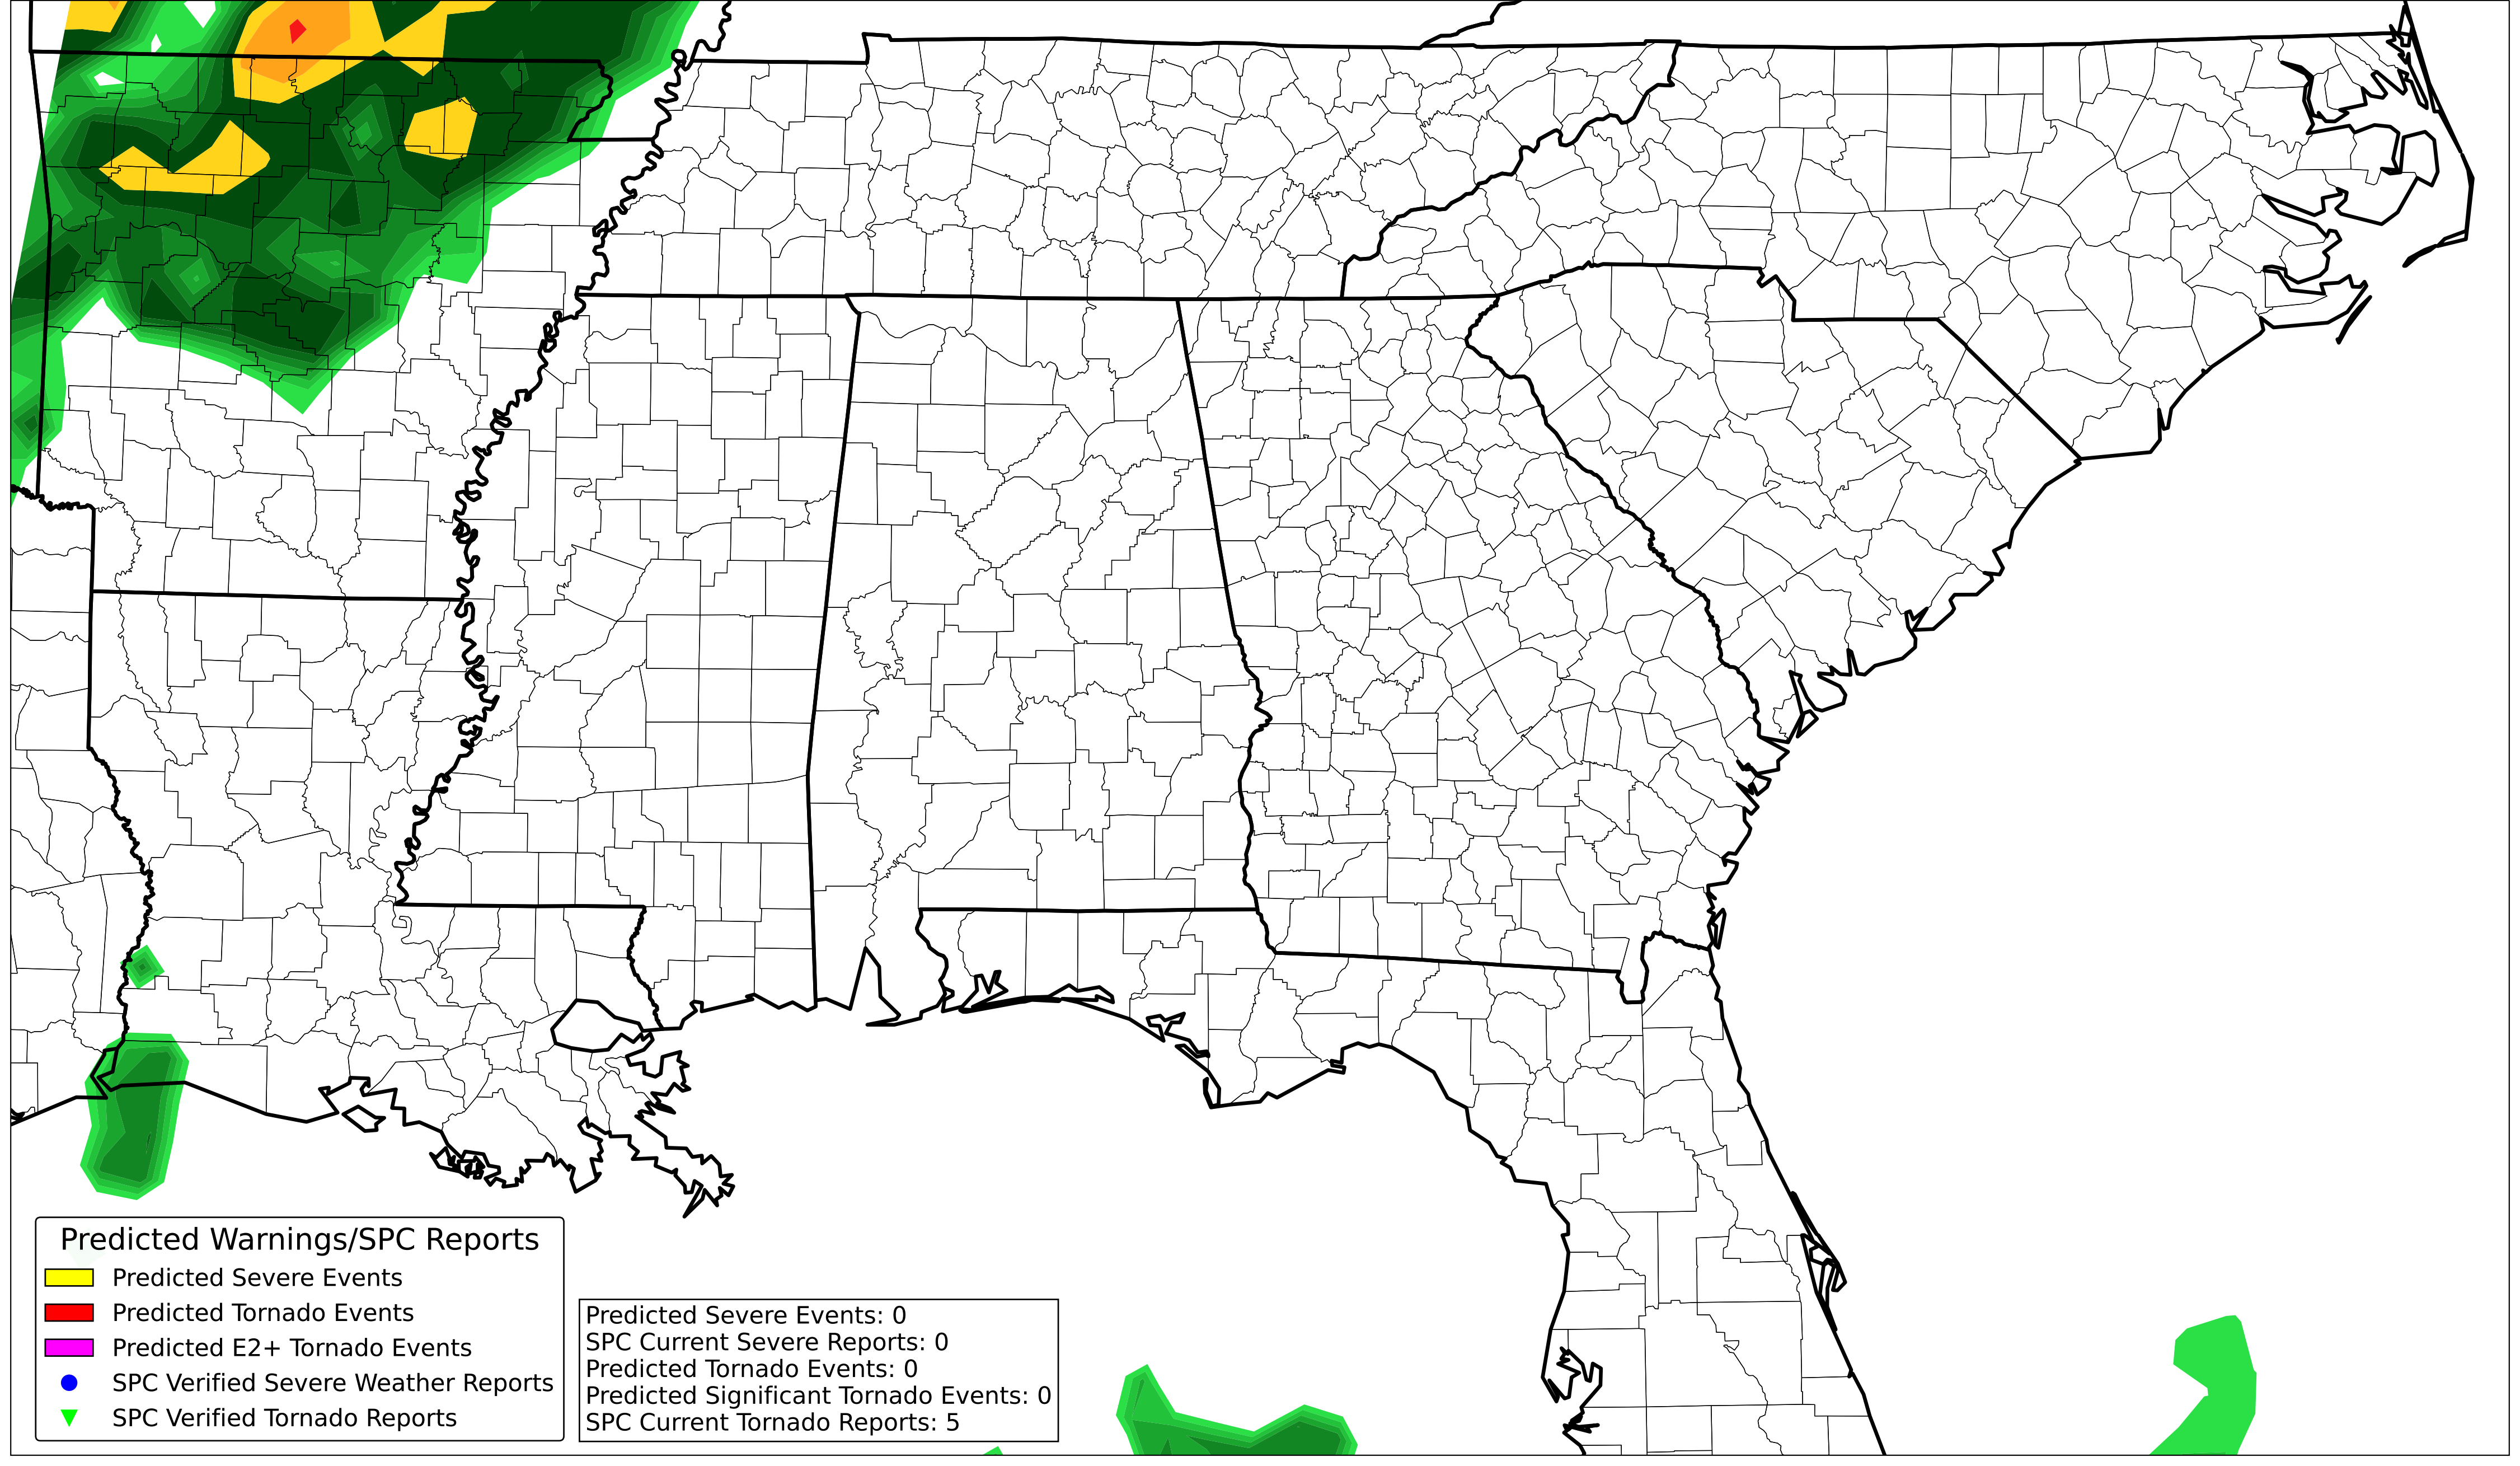 Predicted Warnings/SPC Reports
Predicted Severe Events
Predicted Tornado Events
Predicted E2+ Tornado Events
SPC Verified Severe Weather Reports
SPC Verified Tornado Reports
Predicted Severe Events: 0
SPC Current Severe Reports: 0
Predicted Tornado Events: 0
Predicted Significant Tornado Events: 0
SPC Current Tornado Reports: 5